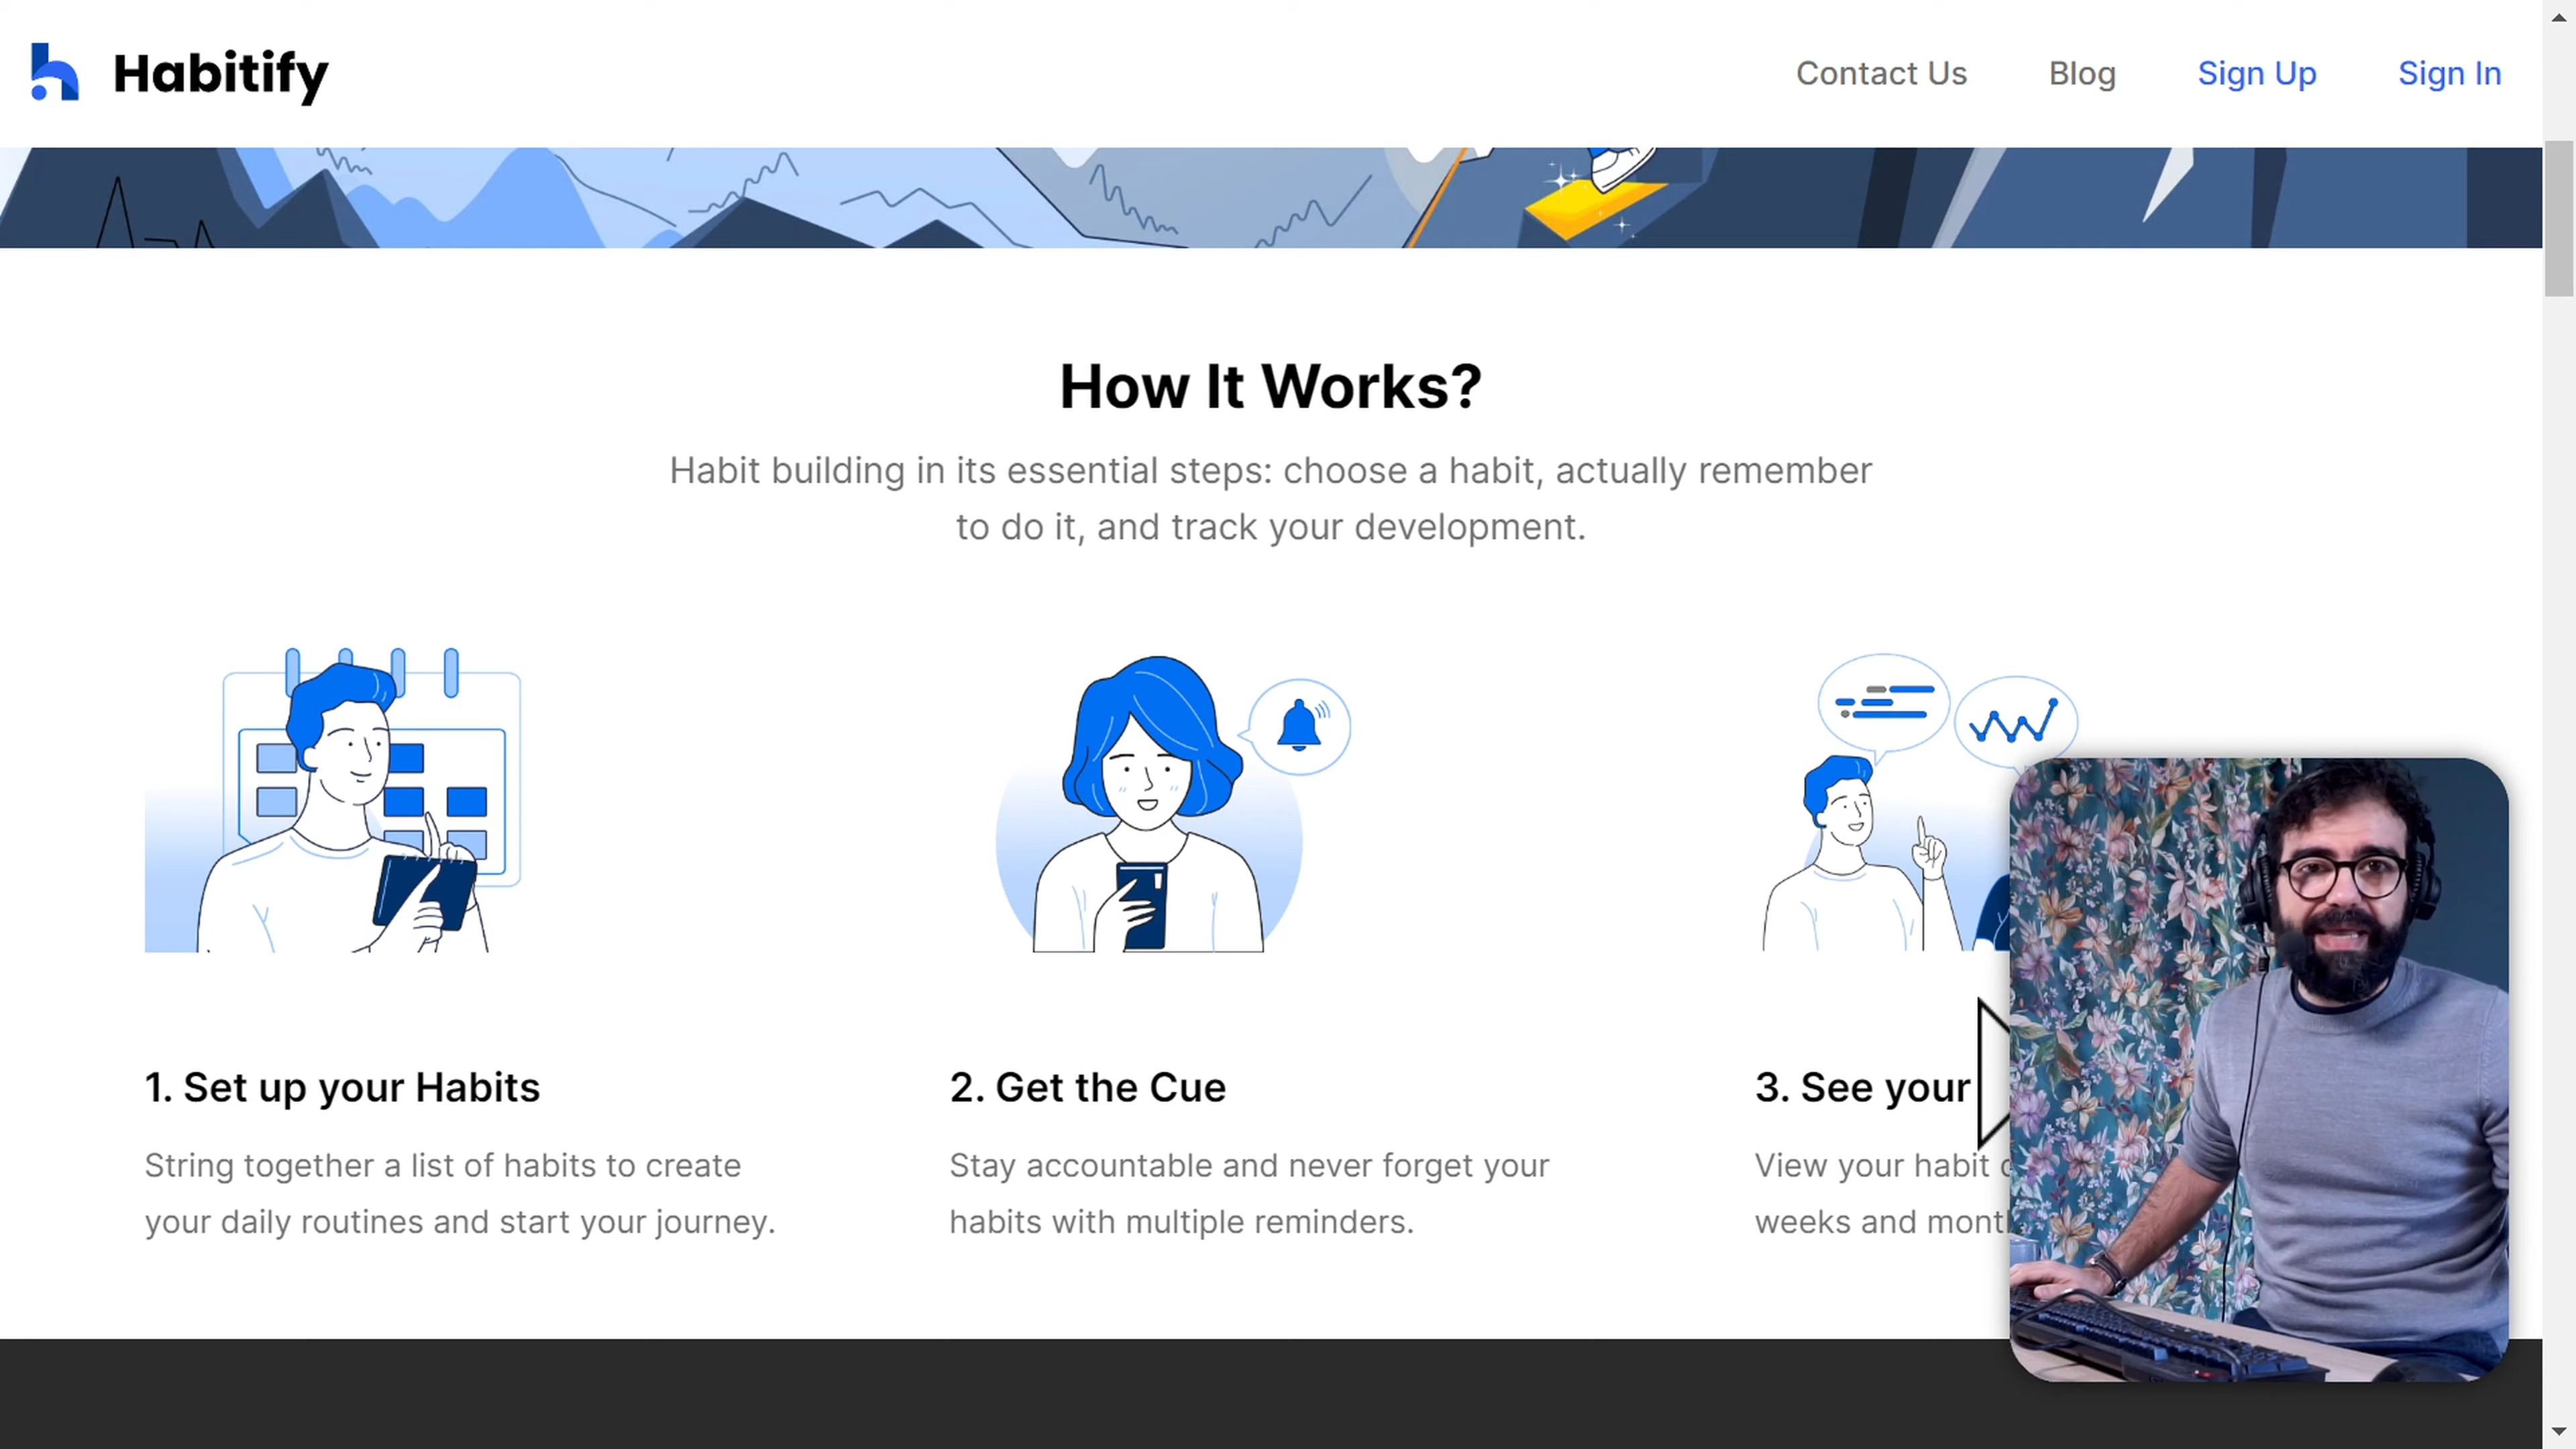 Habitify
Contact Us
Blog
Sign Up
Sign In
How It Works?
Habit building in its essential steps: choose a habit, actually remember
to do it, and track your development.
1. Set up your Habits
String together a list of habits to create
your daily routines and start your journey.
2. Get the Cue
Stay accountable and never forget your
habits with multiple reminders.
3. See your
View your habit
weeks and